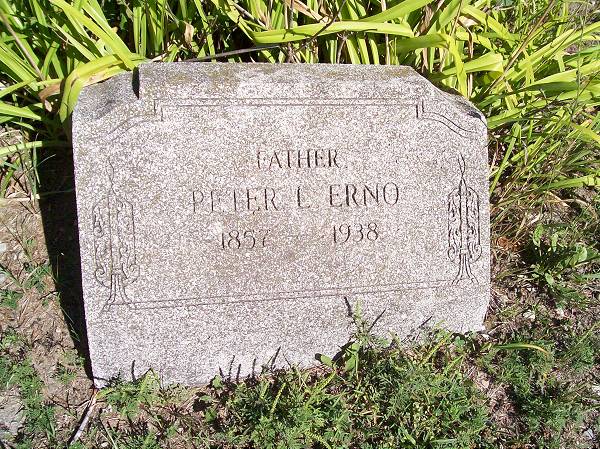 FATHER
PETER L ERNO
1857 1938